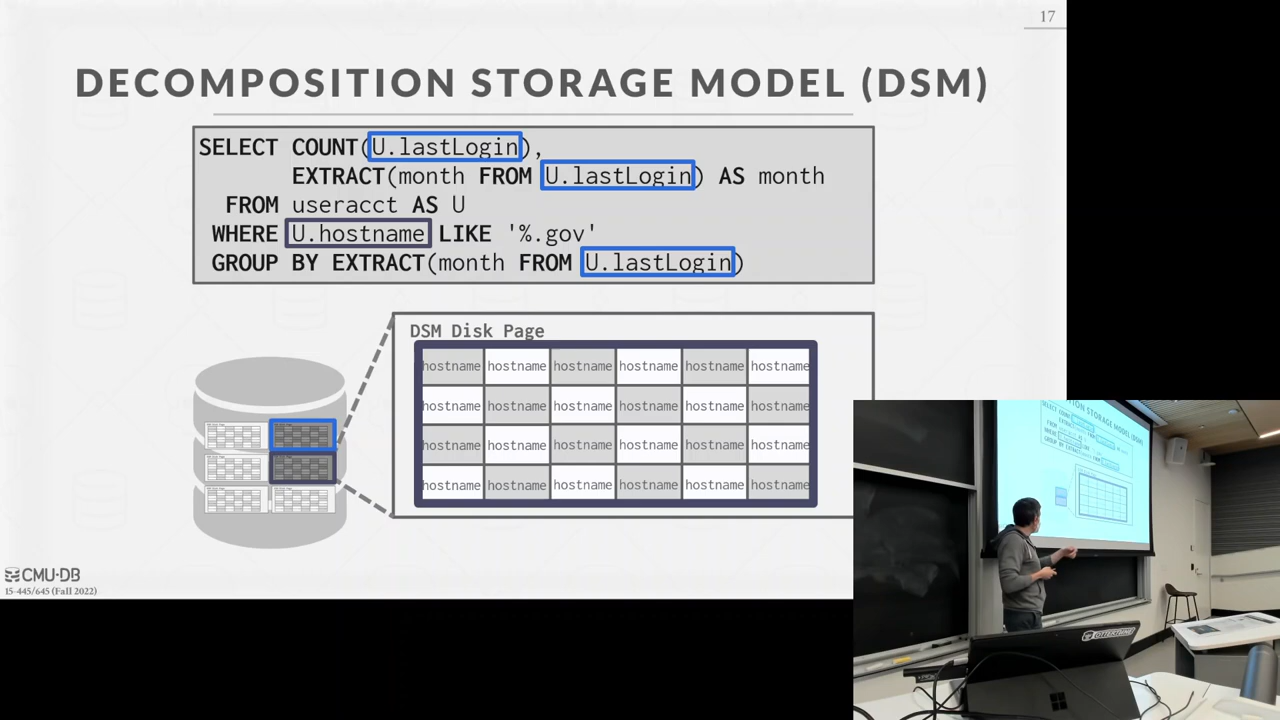 17
DECOMPOSITION STORAGE MODEL (DSM)
SELECT COUNT(U.lastLogin),
EXTRACT(month FROM U.lastLogin) AS month
FROM useracct AS U
WHERE U.hostname LIKE '%.gov'
GROUP BY EXTRACT(month FROM U.lastLogin)
DSM Disk Page
hostname hostname hostname hostname hostname hostname
hostname hostname hostname hostname hostname hostname
hostname hostname hostname hostname hostname hostname
hostname hostname hostname hostname hostname hostname
CMU·DB
15-445/645 (Fall 2022)